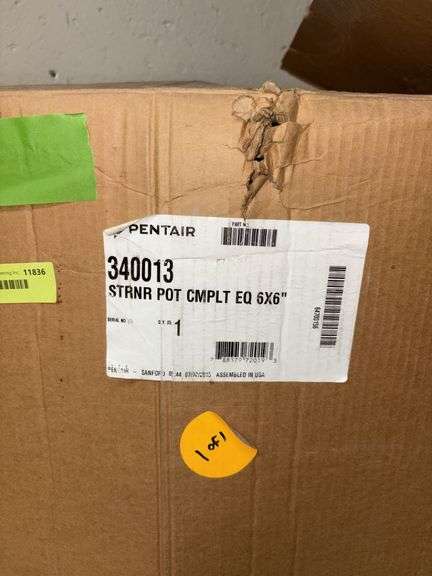 PART NO.
PENTAIR
340013
STRNR POT CMPLT EQ 6X6"
SERIAL NO
1
SANFORD
ASSEMBLED IN USA
11836
1 of 1